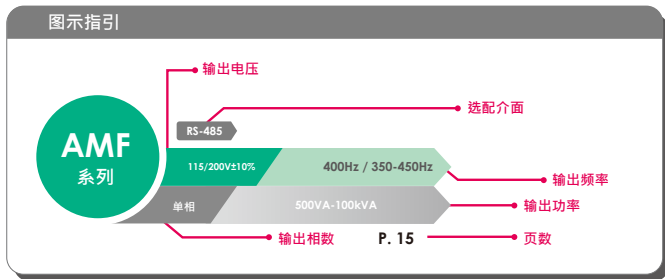 图示指引
输出电压
选配介面
RS-485
AMF
系列
115/200V±10%
400Hz / 350-450Hz
输出频率
单相
500VA-100kVA
输出功率
输出相数
P. 15
页数